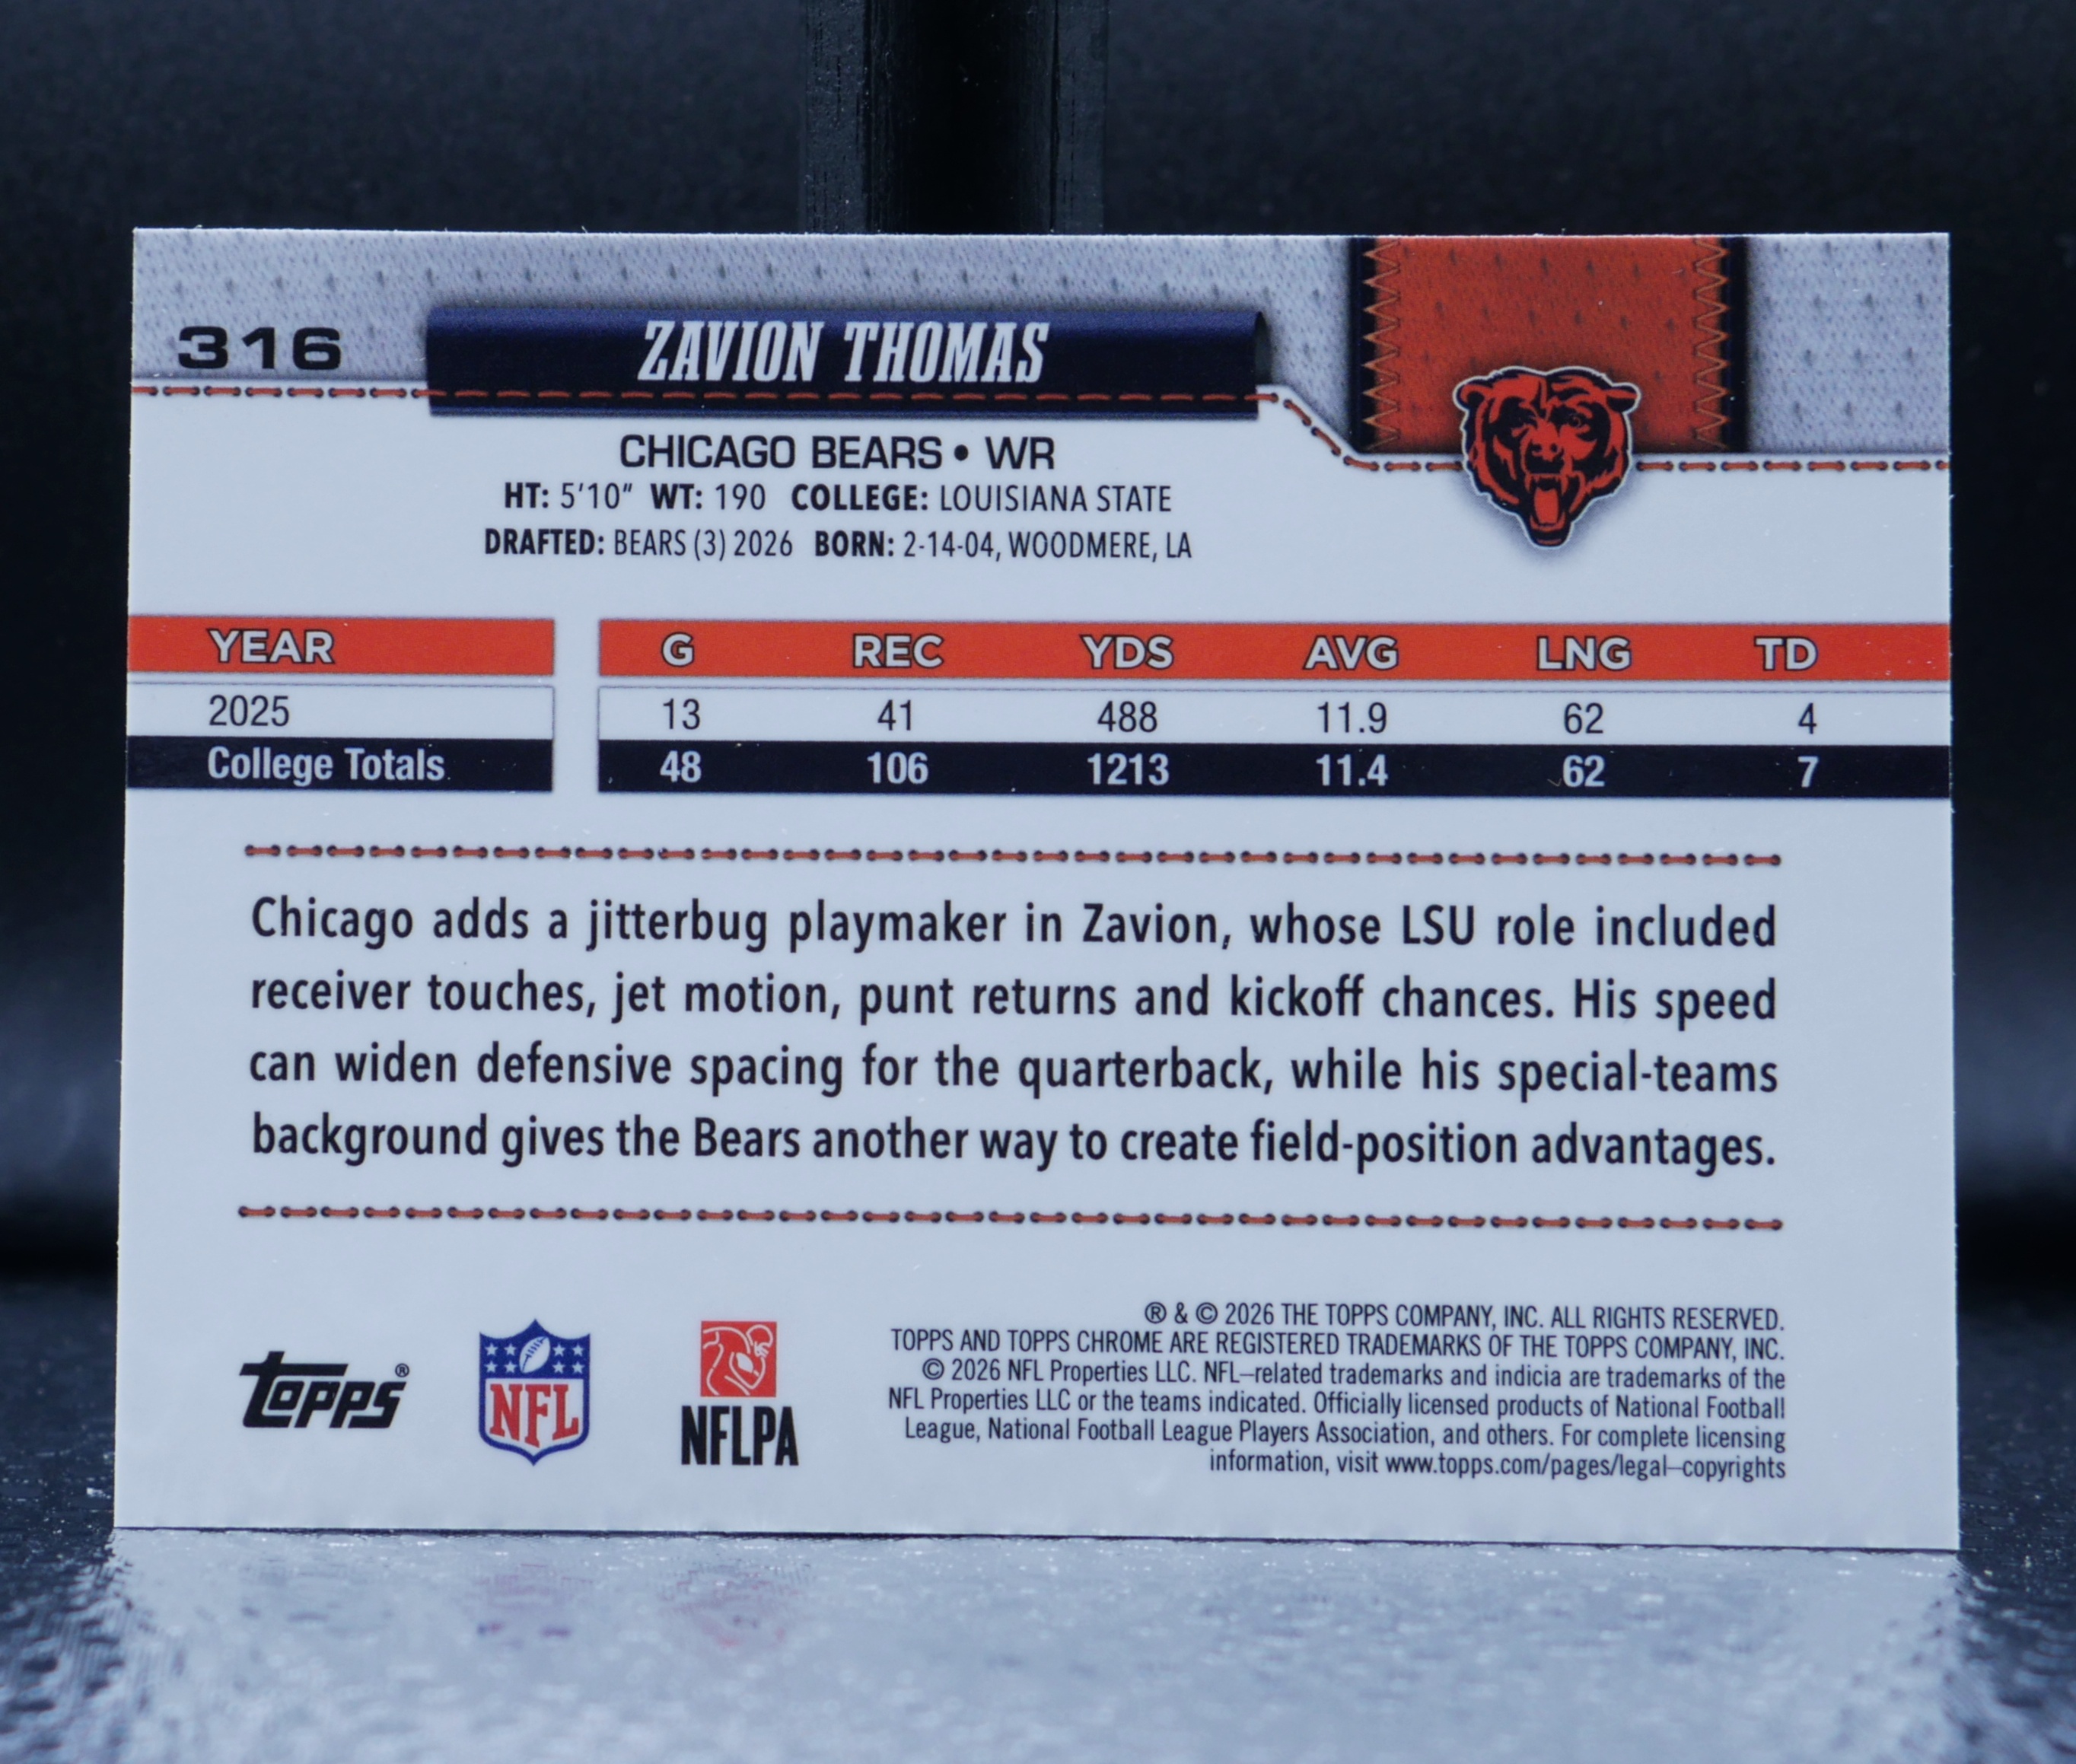 316
ZAVION THOMAS
CHICAGO BEARS • WR
HT: 5'10" WT: 190 COLLEGE: LOUISIANA STATE
DRAFTED: BEARS (3) 2026 BORN: 2-14-04, WOODMERE, LA
YEAR G REC YDS AVG LNG TD
2025 13 41 488 11.9 62 4
College Totals 48 106 1213 11.4 62 7
Chicago adds a jitterbug playmaker in Zavion, whose LSU role included
receiver touches, jet motion, punt returns and kickoff chances. His speed
can widen defensive spacing for the quarterback, while his special-teams
background gives the Bears another way to create field-position advantages.
topps®
NFL
NFLPA
® & © 2026 THE TOPPS COMPANY, INC. ALL RIGHTS RESERVED.
TOPPS AND TOPPS CHROME ARE REGISTERED TRADEMARKS OF THE TOPPS COMPANY, INC.
© 2026 NFL Properties LLC. NFL–related trademarks and indicia are trademarks of the
NFL Properties LLC or the teams indicated. Officially licensed products of National Football
League, National Football League Players Association, and others. For complete licensing
information, visit www.topps.com/pages/legal–copyrights